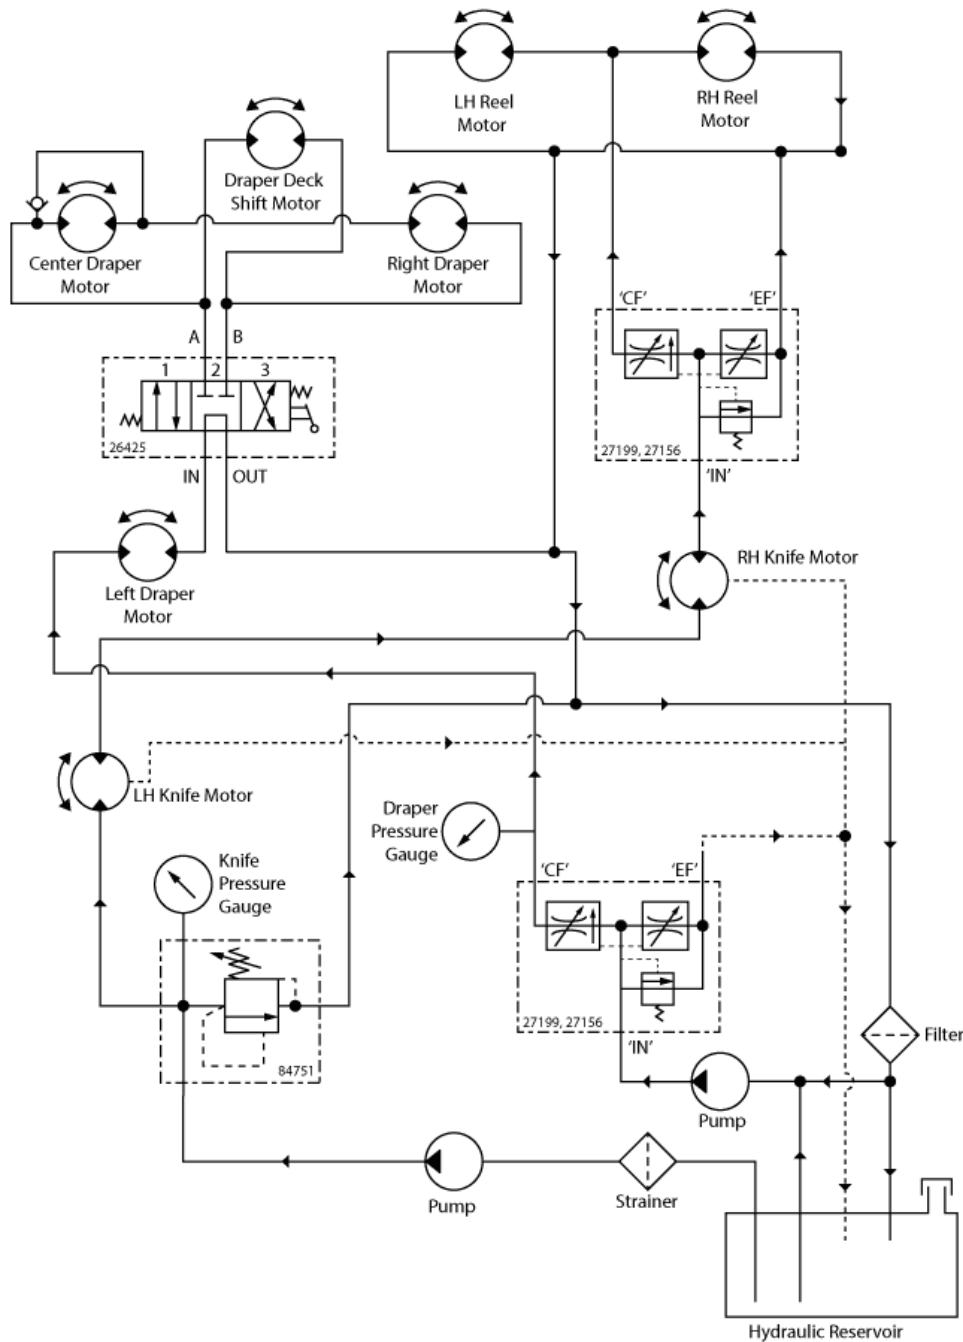 LH Reel
Motor
RH Reel
Motor
Draper Deck
Shift Motor
Center Draper
Motor
Right Draper
Motor
'CF'
'EF'
A
B
1
2
3
26425
27199, 27156
IN
OUT
'IN'
RH Knife Motor
Left Draper
Motor
LH Knife Motor
Draper
Pressure
Gauge
Knife
Pressure
Gauge
'CF'
'EF'
27199, 27156
'IN'
84751
Filter
Pump
Pump
Strainer
Hydraulic Reservoir